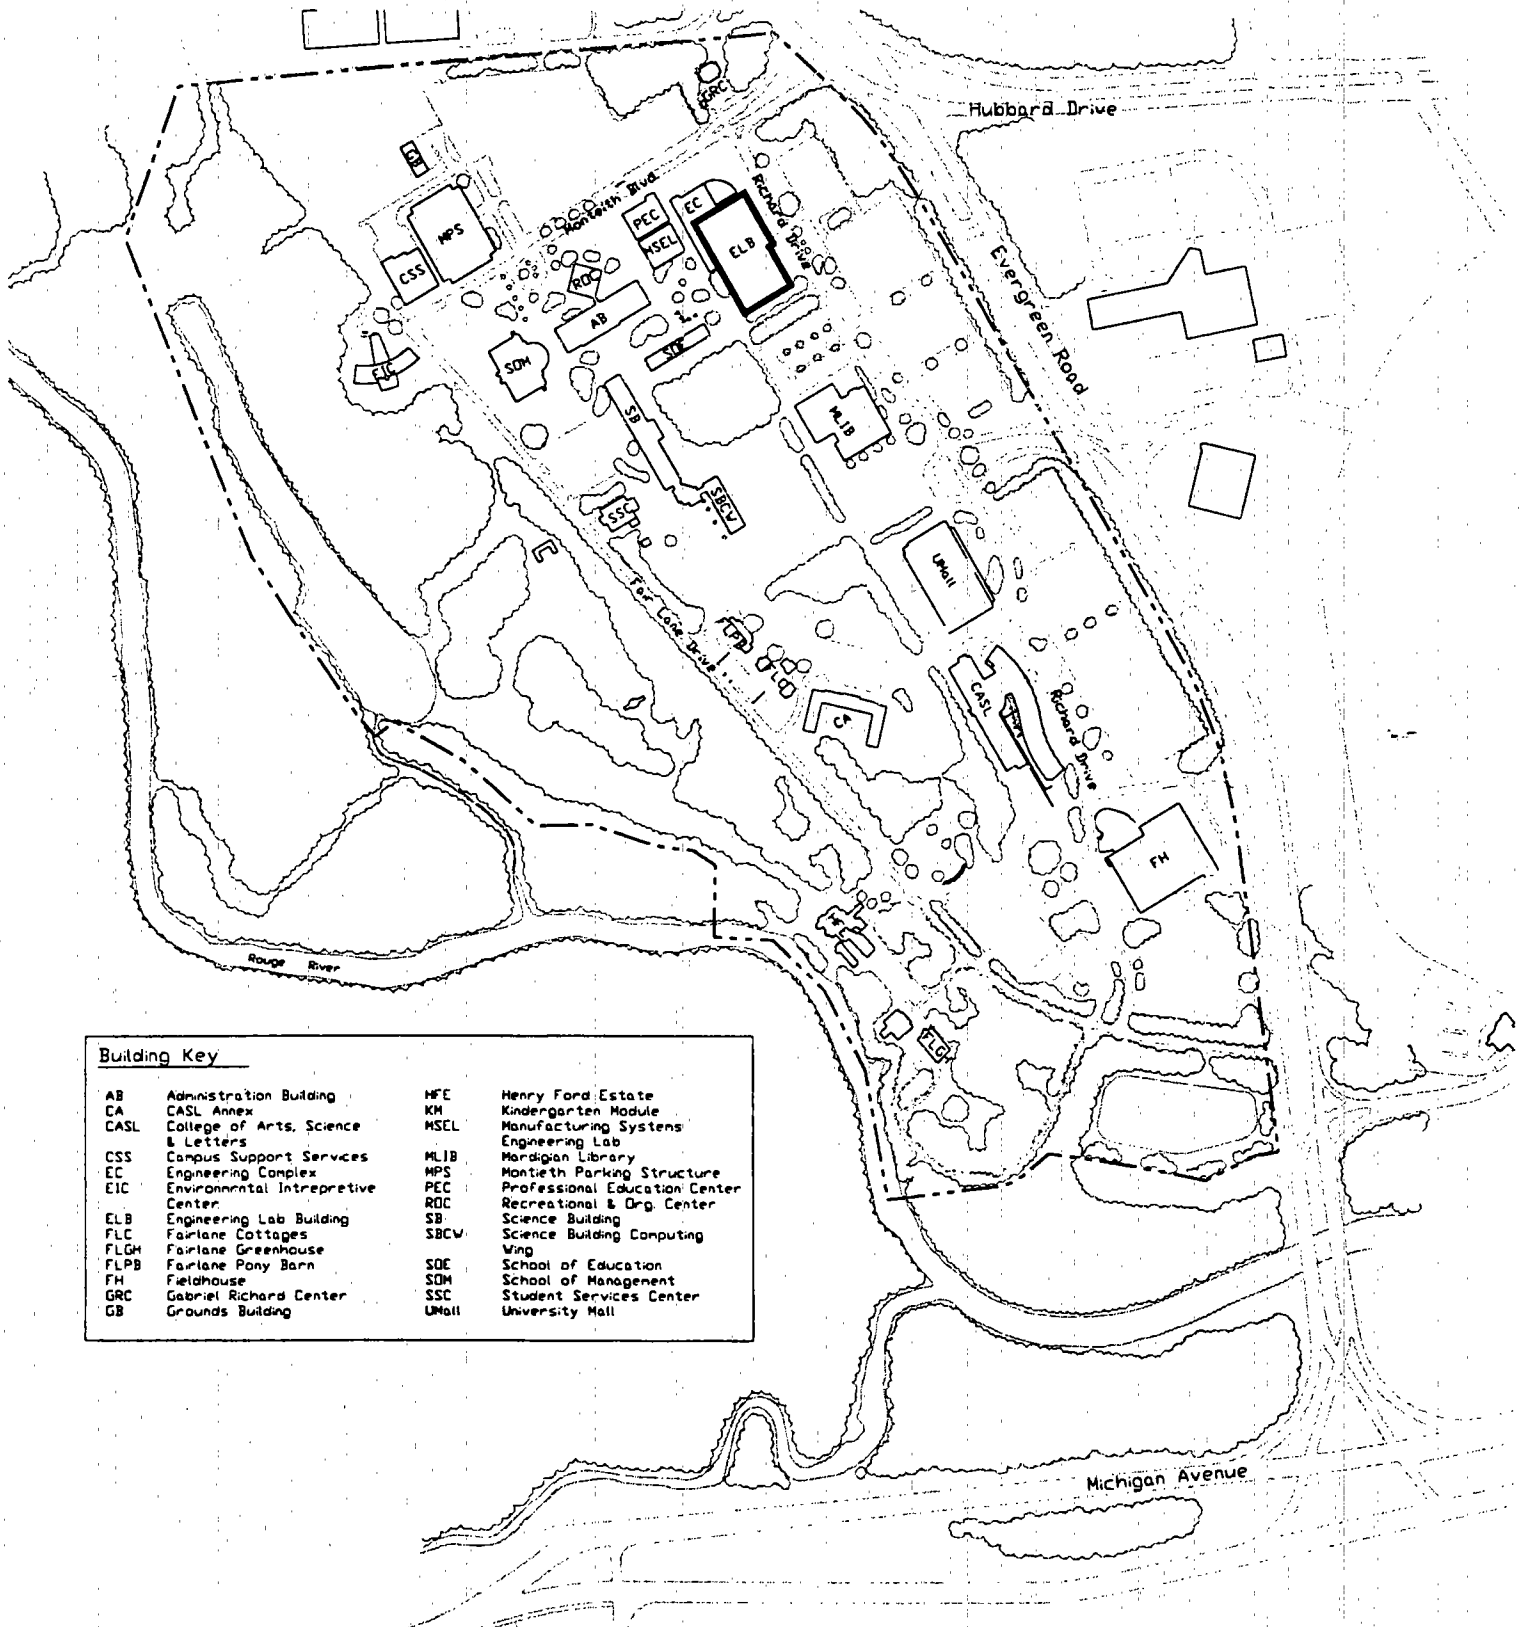 Hubbard Drive
GRC
GB
Monteith Blvd.
Richard Drive
EC
PEC
MSEL
ELB
MPS
CSS
ROC
AB
SOE
SOM
EIC
Evergreen Road
SB
MLIB
SBCW
SSC
UMall
Fair Lane Drive
FLPB
FLC
CASL
CA
Richard Drive
FH
HF
Rouge River
FLG
Building Key
AB Administration Building HFE Henry Ford Estate
CA CASL Annex KM Kindergarten Module
CASL College of Arts, Science MSEL Manufacturing Systems
& Letters Engineering Lab
CSS Campus Support Services MLIB Mardigian Library
EC Engineering Complex MPS Montieth Parking Structure
EIC Environmental Intrepretive PEC Professional Education Center
Center ROC Recreational & Org. Center
ELB Engineering Lab Building SB Science Building
FLC Fairlane Cottages SBCW Science Building Computing
FLGH Fairlane Greenhouse Wing
FLPB Fairlane Pony Barn SOE School of Education
FH Fieldhouse SOM School of Management
GRC Gabriel Richard Center SSC Student Services Center
GB Grounds Building UMall University Mall
Michigan Avenue